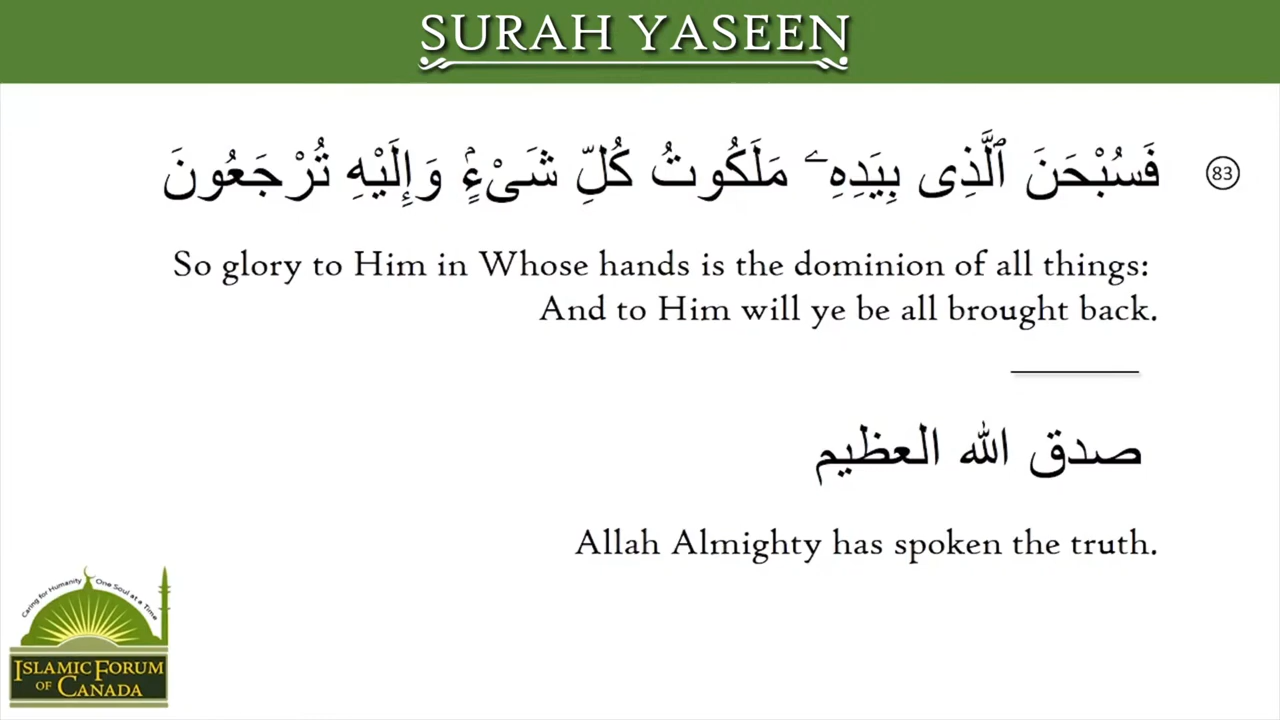 SURAH YASEEN
فَسُبْحَنَ ٱلَّذِى بِيَدِهِۦ مَلَكُوتُ كُلِّ شَىْءٍۢ وَإِلَيْهِ تُرْجَعُونَ 83
So glory to Him in Whose hands is the dominion of all things:
And to Him will ye be all brought back.
صدق الله العظيم
Allah Almighty has spoken the truth.
Caring for Humanity One Soul at a Time
ISLAMIC FORUM
OF CANADA